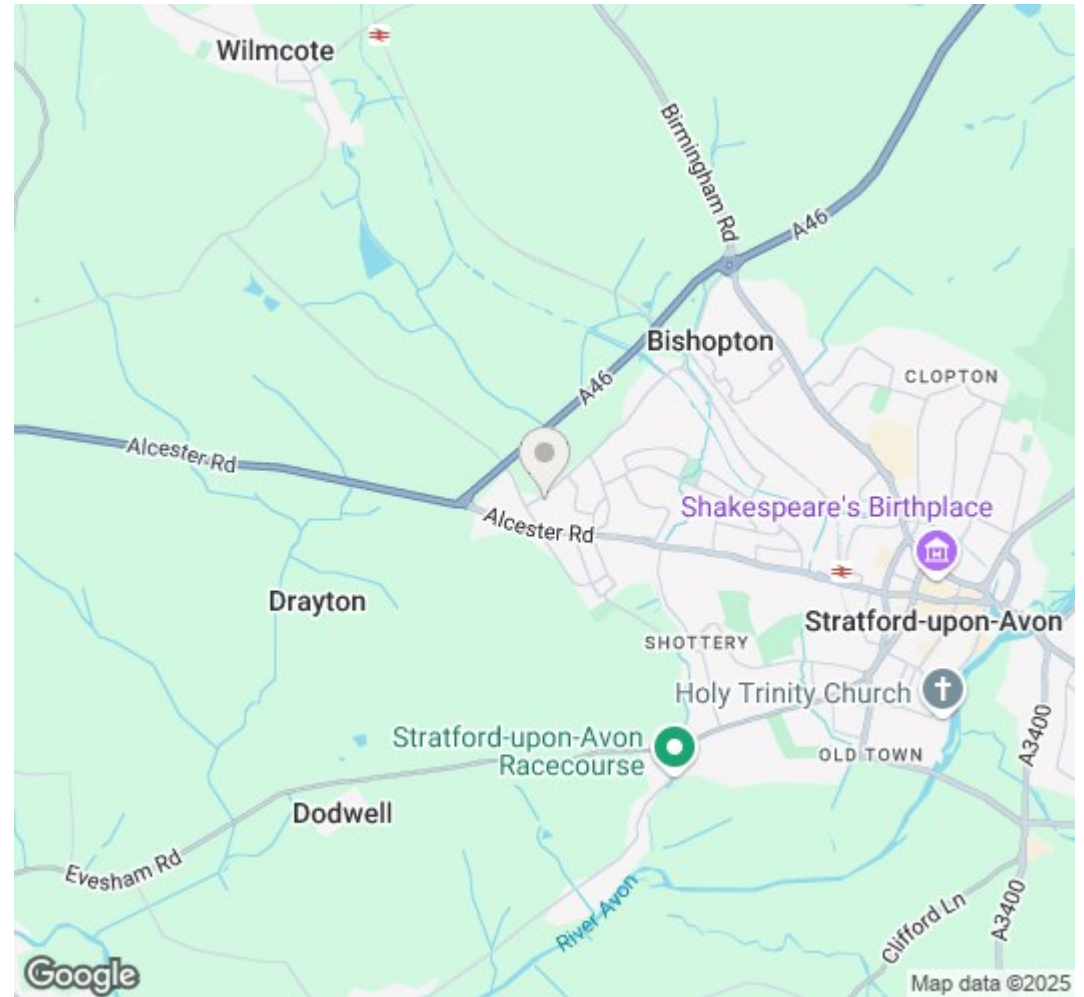 Wilmcote
Birmingham Rd
A46
Bishopton
CLOPTON
A46
Alcester Rd
Shakespeare's Birthplace
Alcester Rd
Drayton
Stratford-upon-Avon
SHOTTERY
Holy Trinity Church
Stratford-upon-Avon
Racecourse
OLD TOWN
A3400
Dodwell
Evesham Rd
River Avon
Clifford Ln
A3400
Google
Map data ©2025